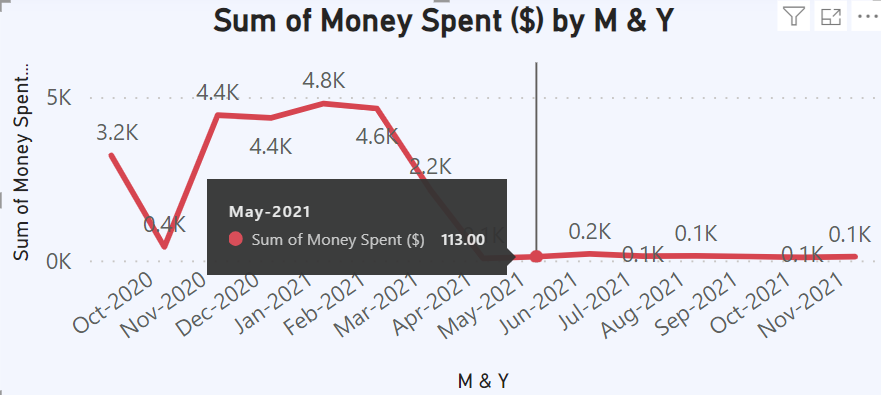 Sum of Money Spent ($) by M & Y
Sum of Money Spent...
5K
0K
3.2K
0.4K
4.4K
4.4K
4.8K
4.6K
2.2K
0.2K
0.1K
0.1K
0.1K
0.1K
May-2021
Sum of Money Spent ($) 113.00
Oct-2020
Nov-2020
Dec-2020
Jan-2021
Feb-2021
Mar-2021
Apr-2021
May-2021
Jun-2021
Jul-2021
Aug-2021
Sep-2021
Oct-2021
Nov-2021
M & Y